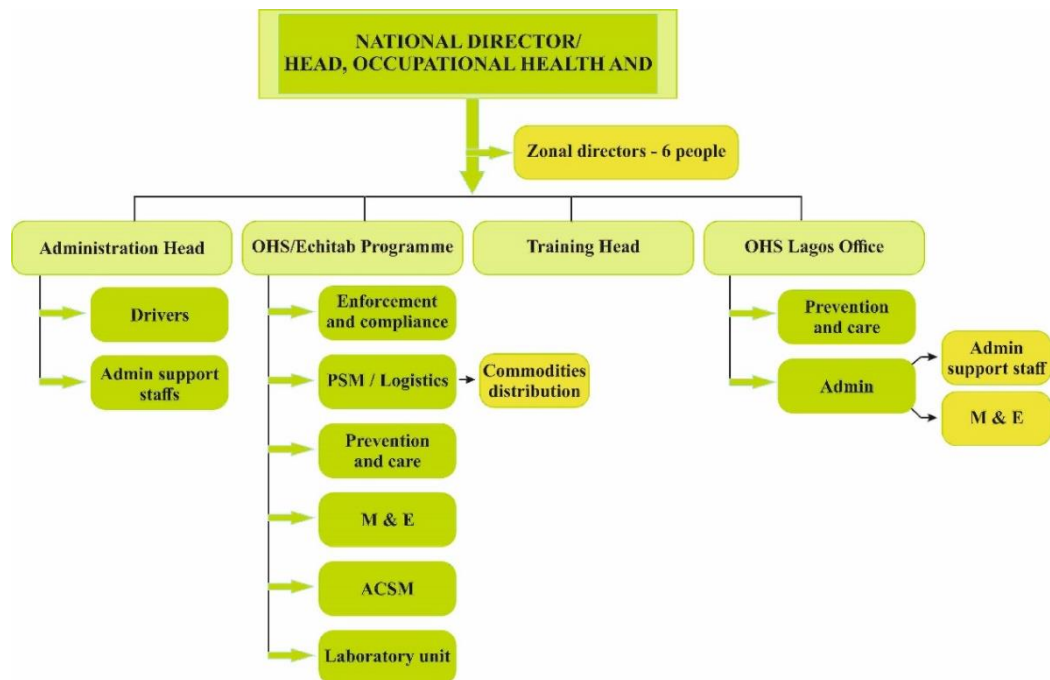 NATIONAL DIRECTOR/
HEAD, OCCUPATIONAL HEALTH AND
Zonal directors - 6 people
Administration Head
OHS/Echitab Programme
Training Head
OHS Lagos Office
Drivers
Admin support
staffs
Enforcement
and compliance
PSM / Logistics
Commodities
distribution
Prevention
and care
M & E
ACSM
Laboratory unit
Prevention
and care
Admin
Admin
support staff
M & E